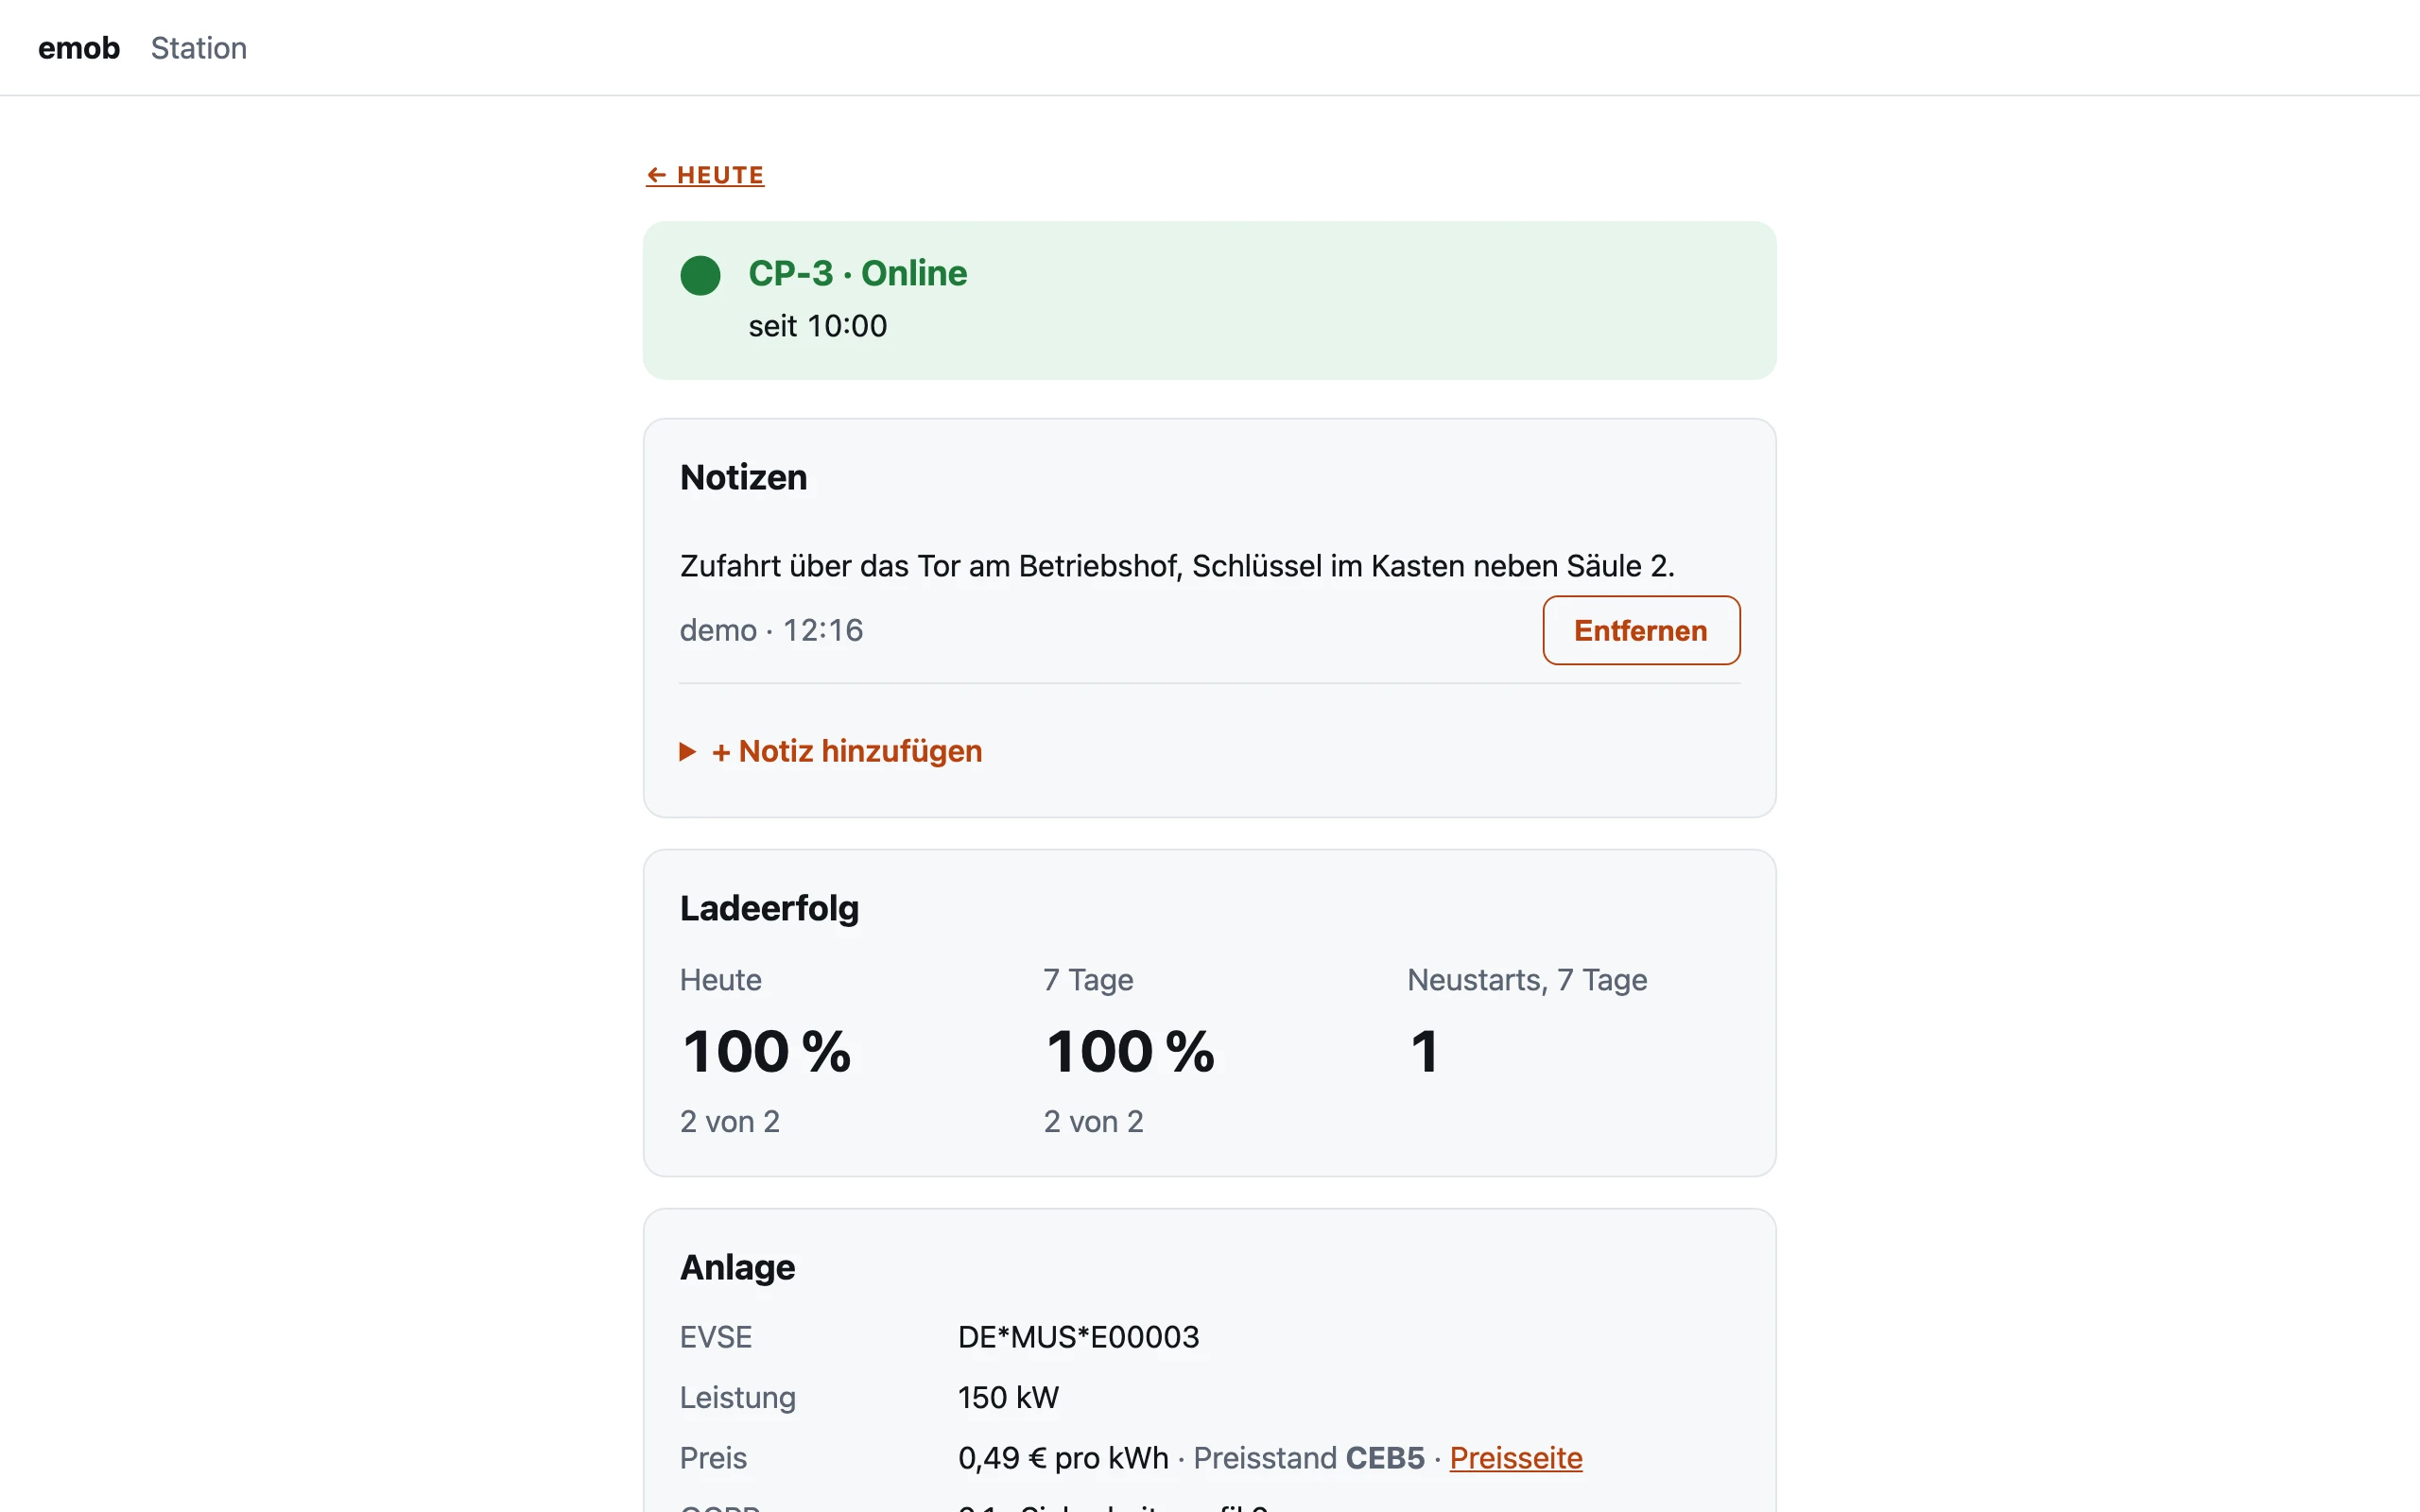 emob Station
← HEUTE
CP-3 · Online
seit 10:00
Notizen
Zufahrt über das Tor am Betriebshof, Schlüssel im Kasten neben Säule 2.
demo · 12:16
Entfernen
+ Notiz hinzufügen
Ladeerfolg
Heute 7 Tage Neustarts, 7 Tage
100 % 100 % 1
2 von 2 2 von 2
Anlage
EVSE DE*MUS*E00003
Leistung 150 kW
Preis 0,49 € pro kWh · Preisstand CEB5 · Preisseite